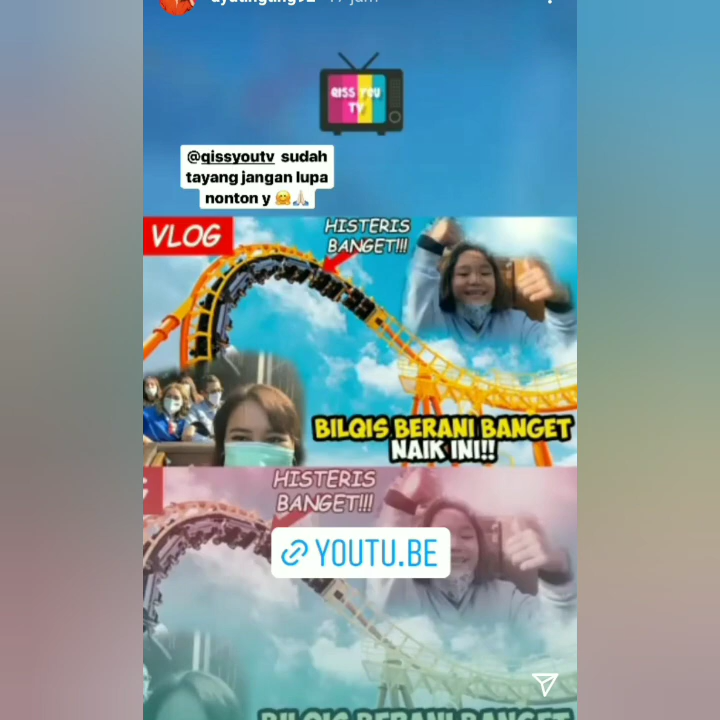 QISS YOU
TV
@qissyoutv sudah
tayang jangan lupa
nonton y 🤗🙏🏻
VLOG
HISTERIS
BANGET!!!
BILQIS BERANI BANGET
NAIK INI!!
HISTERIS
BANGET!!!
YOUTU.BE
BILQIS BERANI BANGET